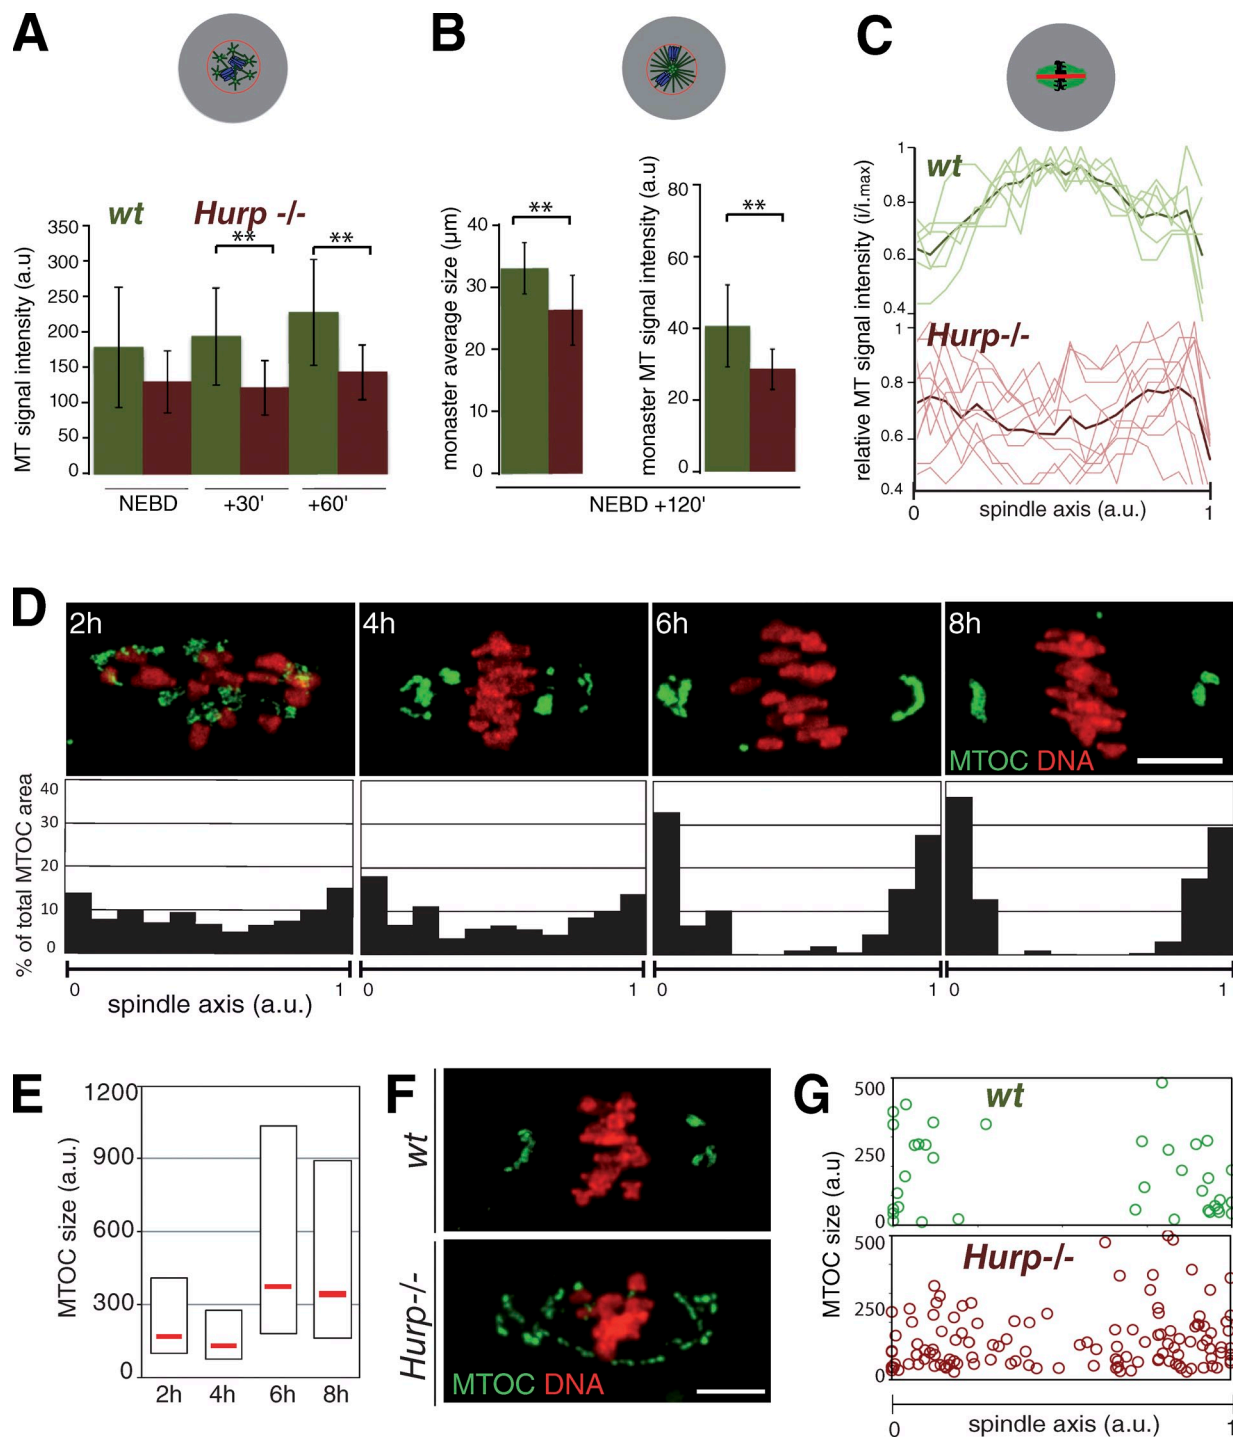 A
B
C
wt
Hurp -/-
**
**
MT signal intensity (a.u)
350
300
250
200
150
100
50
0
NEBD
+30'
+60'
monaster average size (µm)
40
30
20
10
0
**
monaster MT signal intensity (a.u)
80
60
40
20
0
**
NEBD +120'
relative MT signal intensity (i/i.max)
1
0.8
0.6
0.4
wt
1
0.8
0.6
0.4
Hurp-/-
0
spindle axis (a.u.)
1
D
2h
4h
6h
8h
MTOC DNA
% of total MTOC area
40
30
20
10
0
0
1
0
1
0
1
0
1
spindle axis (a.u.)
E
MTOC size (a.u.)
1200
900
600
300
0
2h
4h
6h
8h
F
wt
Hurp-/-
MTOC DNA
G
MTOC size (a.u)
500
250
0
wt
500
250
0
Hurp-/-
0
spindle axis (a.u.)
1